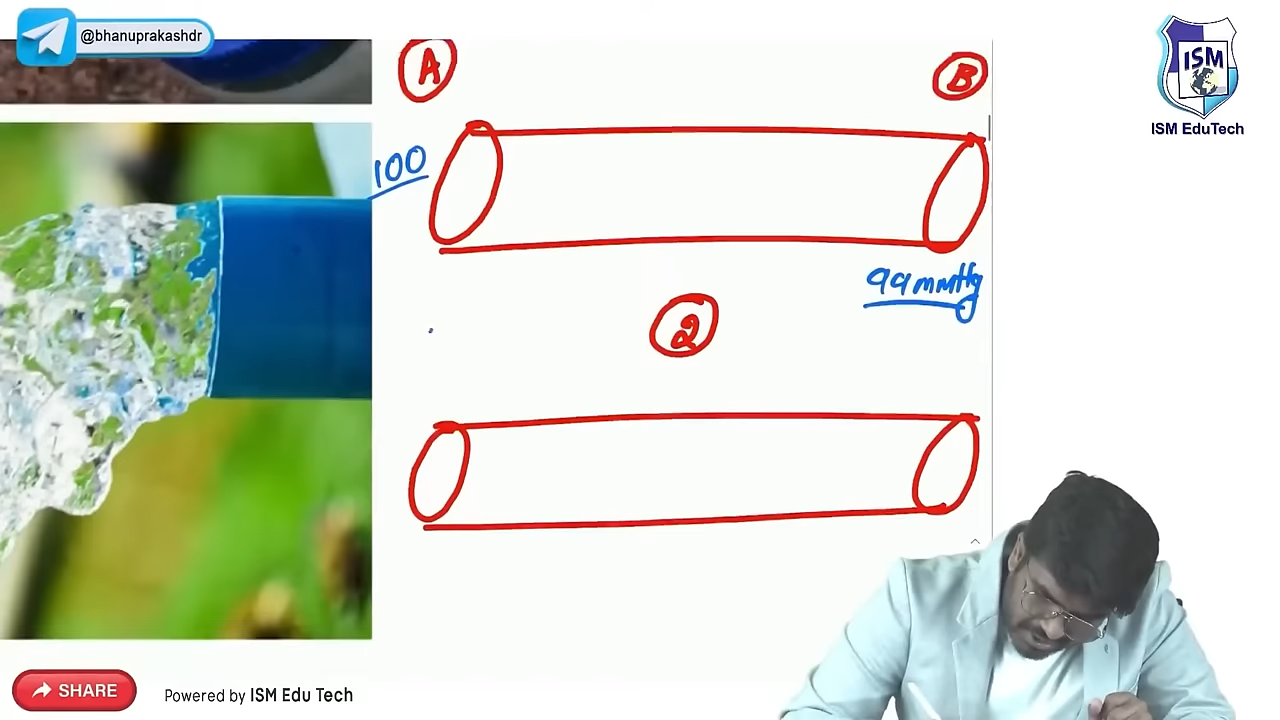 @bhanuprakashdr
A
B
ISM
ISM EduTech
100
99mmHg
2
SHARE
Powered by ISM Edu Tech